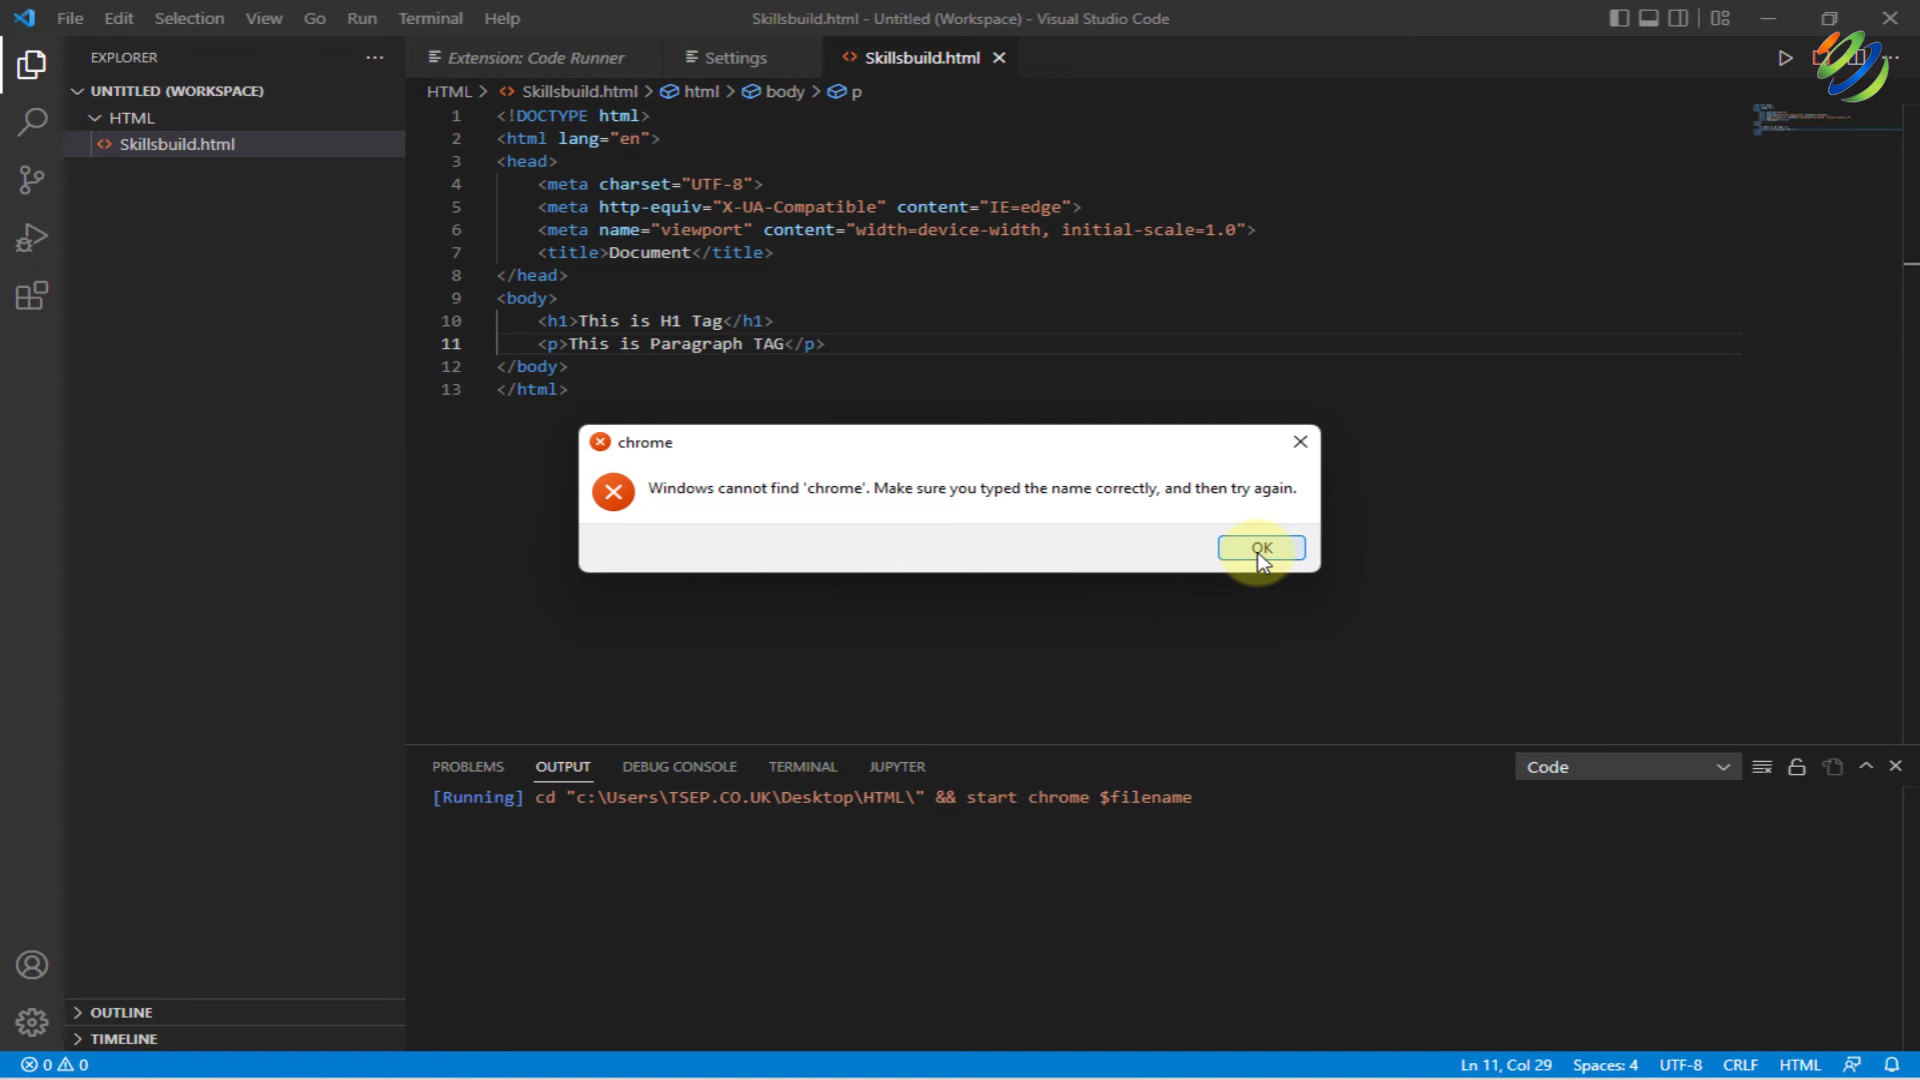 File Edit Selection View Go Run Terminal Help
Skillsbuild.html - Untitled (Workspace) - Visual Studio Code
EXPLORER
UNTITLED (WORKSPACE)
HTML
Skillsbuild.html
Extension: Code Runner
Settings
Skillsbuild.html
HTML > Skillsbuild.html > html > body > p
1 <!DOCTYPE html>
2 <html lang="en">
3 <head>
4 <meta charset="UTF-8">
5 <meta http-equiv="X-UA-Compatible" content="IE=edge">
6 <meta name="viewport" content="width=device-width, initial-scale=1.0">
7 <title>Document</title>
8 </head>
9 <body>
10 <h1>This is H1 Tag</h1>
11 <p>This is Paragraph TAG</p>
12 </body>
13 </html>
chrome
Windows cannot find 'chrome'. Make sure you typed the name correctly, and then try again.
OK
PROBLEMS OUTPUT DEBUG CONSOLE TERMINAL JUPYTER
Code
[Running] cd "c:\Users\TSEP.CO.UK\Desktop\HTML\" && start chrome $filename
OUTLINE
TIMELINE
0 0
Ln 11, Col 29 Spaces: 4 UTF-8 CRLF HTML